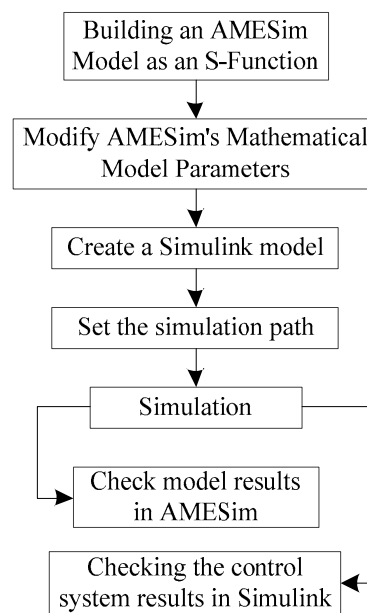 Building an AMESim
Model as an S-Function
Modify AMESim's Mathematical
Model Parameters
Create a Simulink model
Set the simulation path
Simulation
Check model results
in AMESim
Checking the control
system results in Simulink